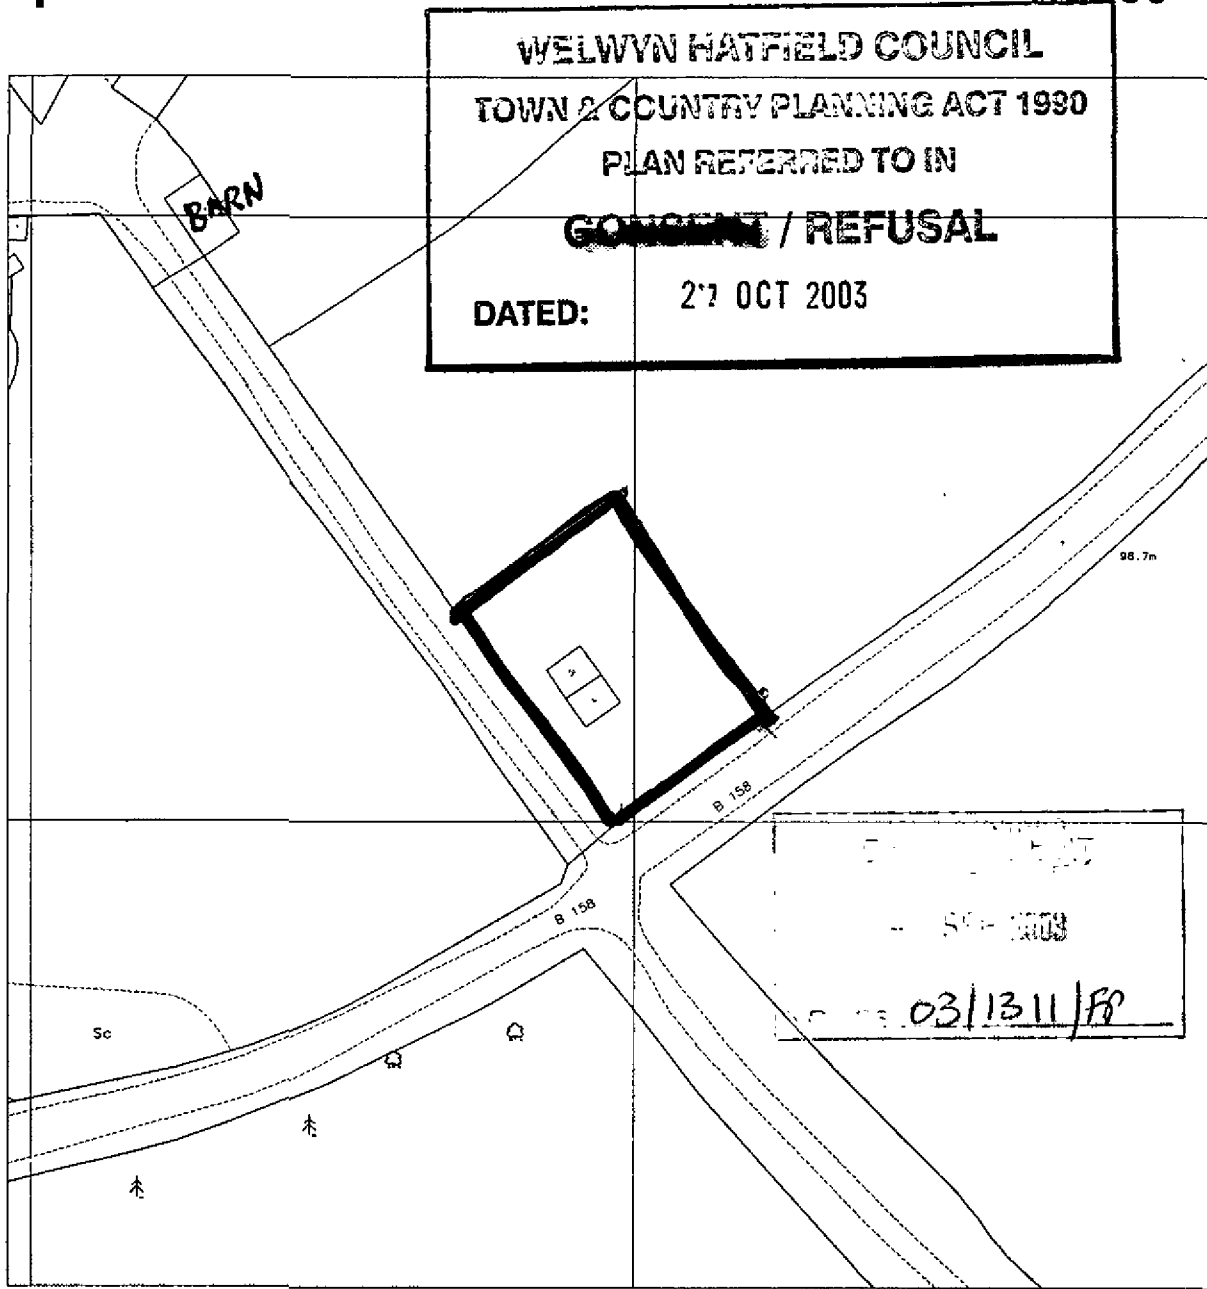 WELWYN HATFIELD COUNCIL
TOWN & COUNTRY PLANNING ACT 1990
PLAN REFERRED TO IN
CONSENT / REFUSAL
DATED: OCT 2003
BARN
98.7m
B 158
B 158
Sc
03/1311/FP